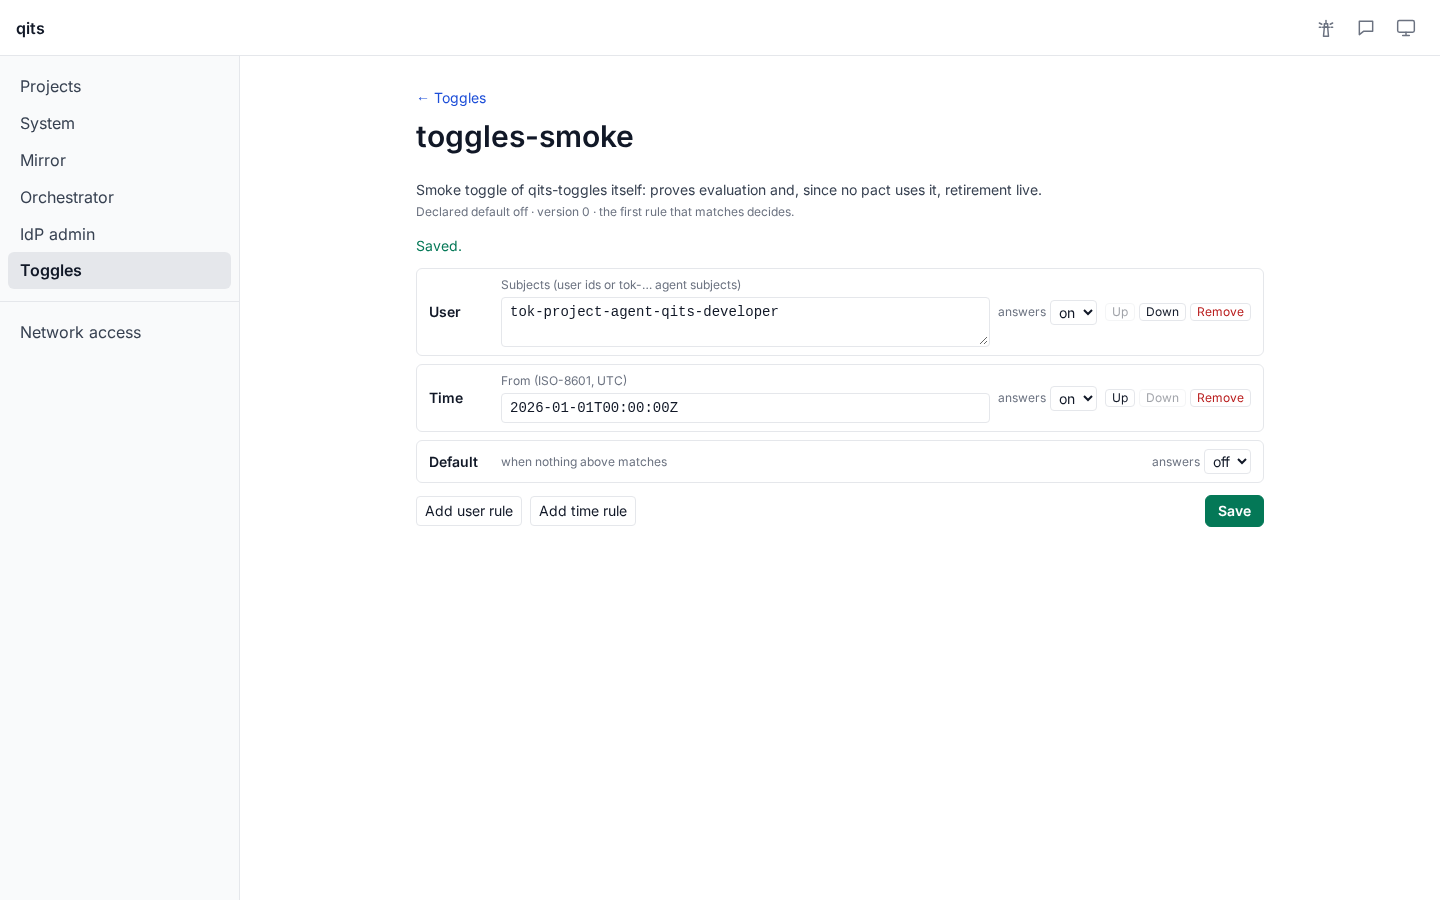 qits
Projects
System
Mirror
Orchestrator
IdP admin
Toggles
Network access
← Toggles
toggles-smoke
Smoke toggle of qits-toggles itself: proves evaluation and, since no pact uses it, retirement live.
Declared default off · version 0 · the first rule that matches decides.
Saved.
Subjects (user ids or tok-… agent subjects)
User tok-project-agent-qits-developer answers on Up Down Remove
From (ISO-8601, UTC)
Time 2026-01-01T00:00:00Z answers on Up Down Remove
Default when nothing above matches answers off
Add user rule Add time rule Save